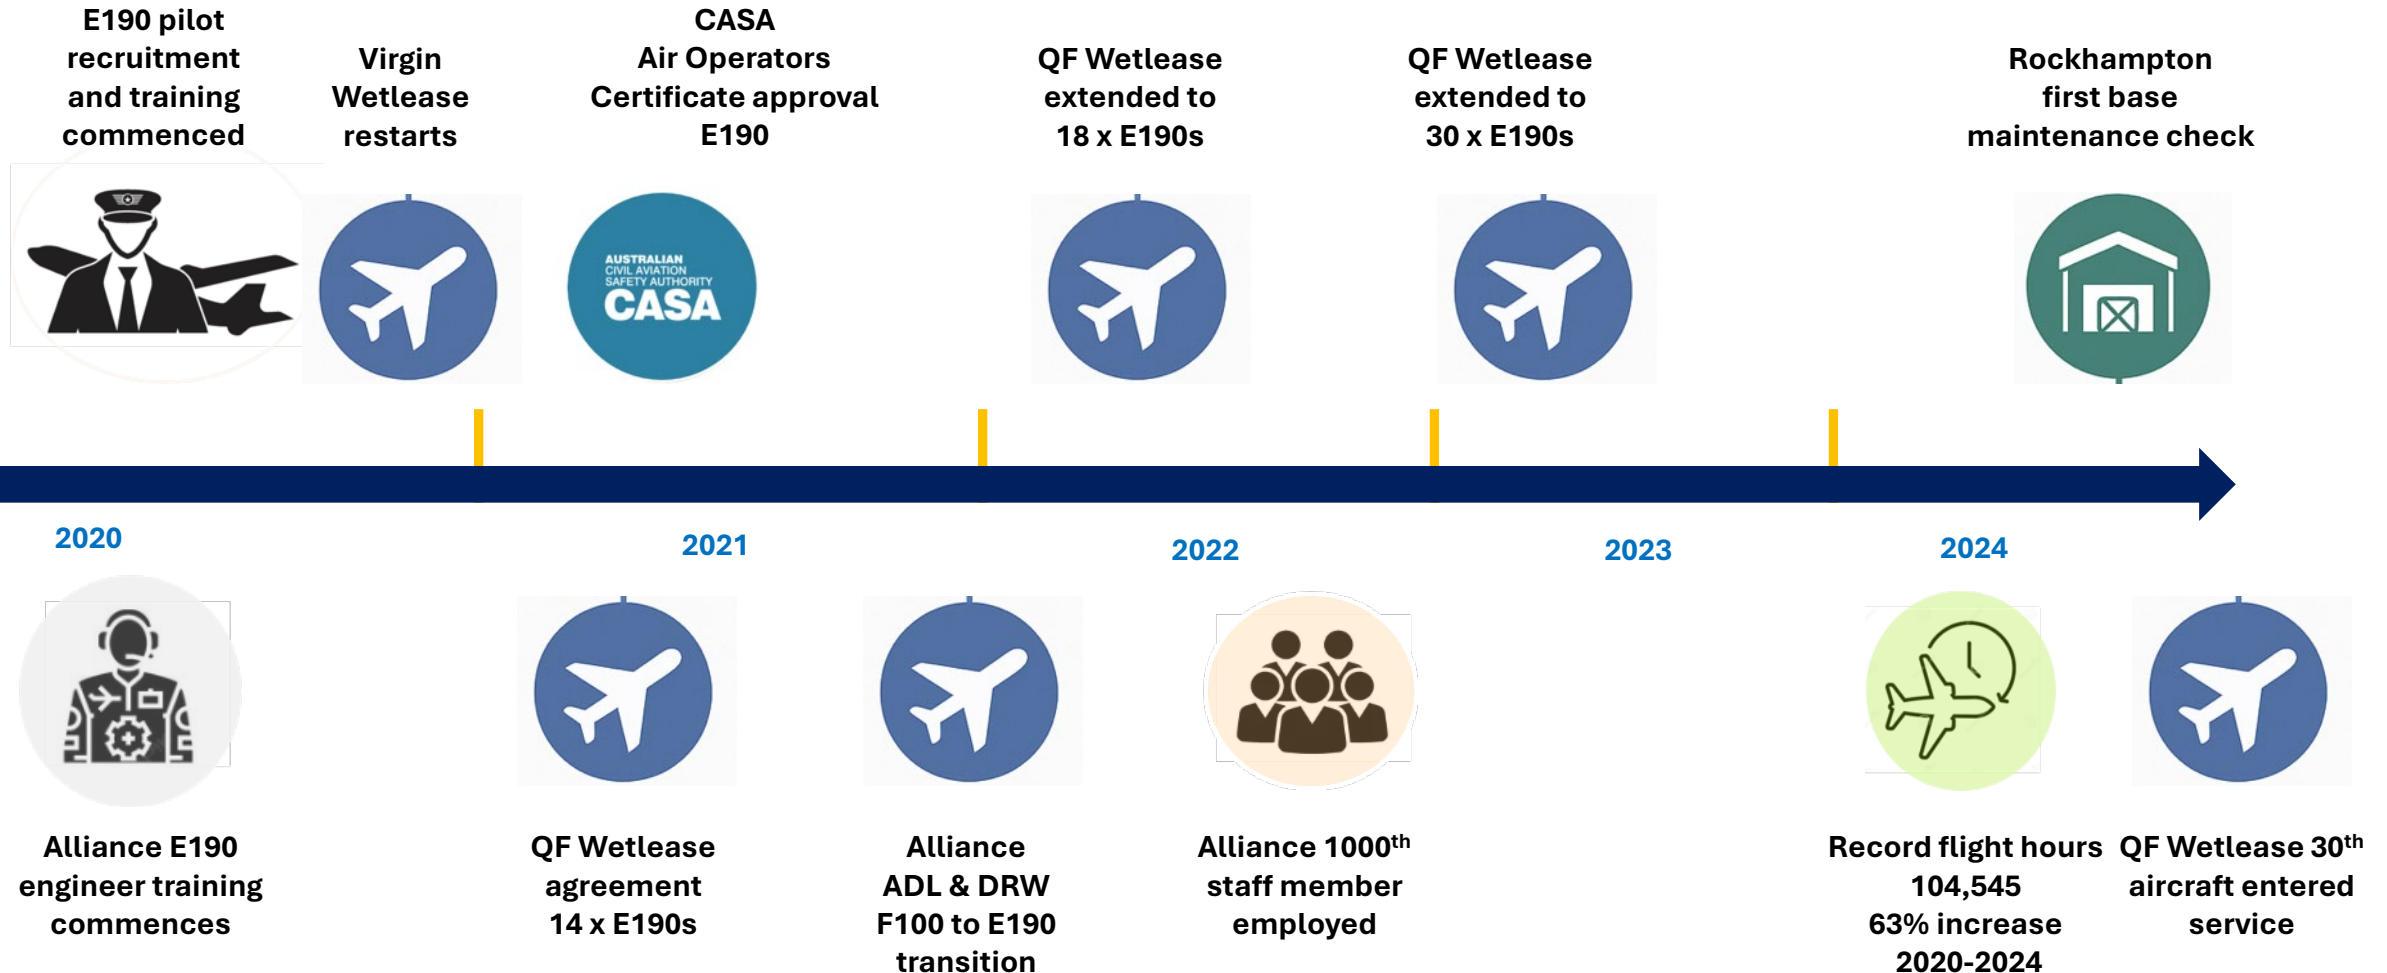 E190 pilot
recruitment
and training
commenced
Virgin
Wetlease
restarts
CASA
Air Operators
Certificate approval
E190
QF Wetlease
extended to
18 x E190s
QF Wetlease
extended to
30 x E190s
Rockhampton
first base
maintenance check
AUSTRALIAN
CIVIL AVIATION
SAFETY AUTHORITY
CASA
2020
2021
2022
2023
2024
Alliance E190
engineer training
commences
QF Wetlease
agreement
14 x E190s
Alliance
ADL & DRW
F100 to E190
transition
Alliance 1000th
staff member
employed
Record flight hours
104,545
63% increase
2020-2024
QF Wetlease 30th
aircraft entered
service